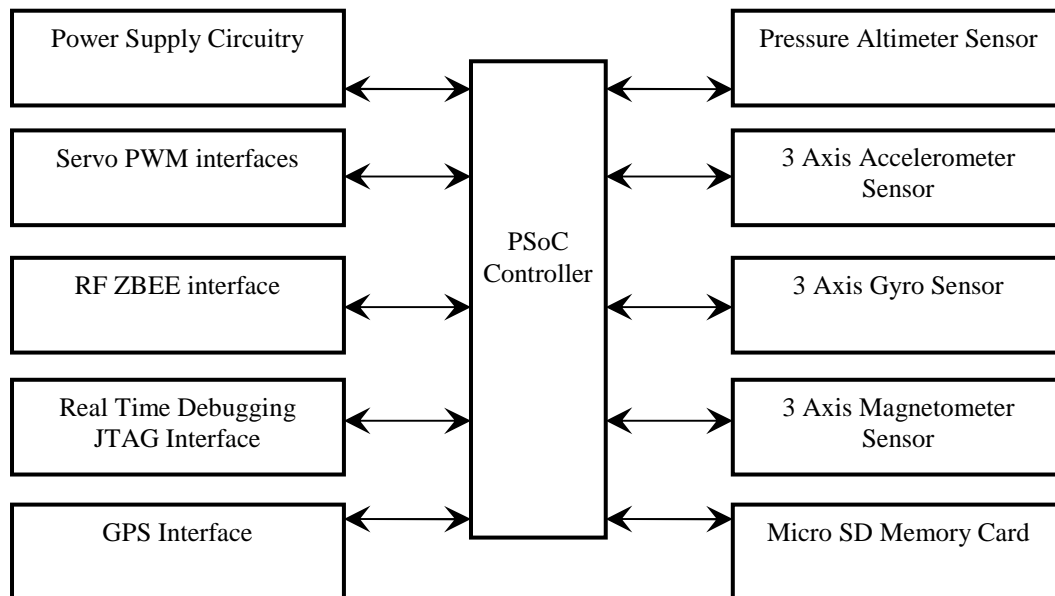 Power Supply Circuitry
Servo PWM interfaces
RF ZBEE interface
Real Time Debugging
JTAG Interface
GPS Interface
PSoC
Controller
Pressure Altimeter Sensor
3 Axis Accelerometer
Sensor
3 Axis Gyro Sensor
3 Axis Magnetometer
Sensor
Micro SD Memory Card